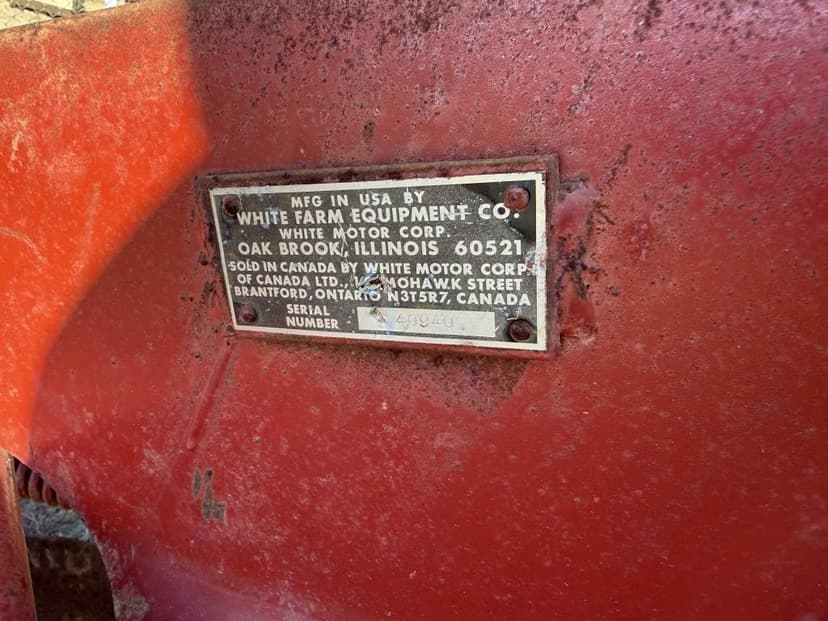 MFG IN USA BY
WHITE FARM EQUIPMENT CO.
WHITE MOTOR CORP.
OAK BROOK, ILLINOIS 60521
SOLD IN CANADA BY WHITE MOTOR CORP.
OF CANADA LTD., MOHAWK STREET
BRANTFORD, ONTARIO N3T5R7, CANADA
SERIAL
NUMBER